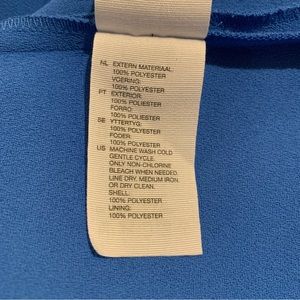 NL EXTERN MATERIAAL:
100% POLYESTER
VOERING:
100% POLYESTER
PT EXTERIOR:
100% POLIESTER
FORRO:
100% POLIESTER
SE YTTERTYG:
100% POLYESTER
FODER:
100% POLYESTER
US MACHINE WASH COLD
GENTLE CYCLE.
ONLY NON-CHLORINE
BLEACH WHEN NEEDED.
LINE DRY. MEDIUM IRON.
OR DRY CLEAN.
SHELL:
100% POLYESTER
LINING:
100% POLYESTER